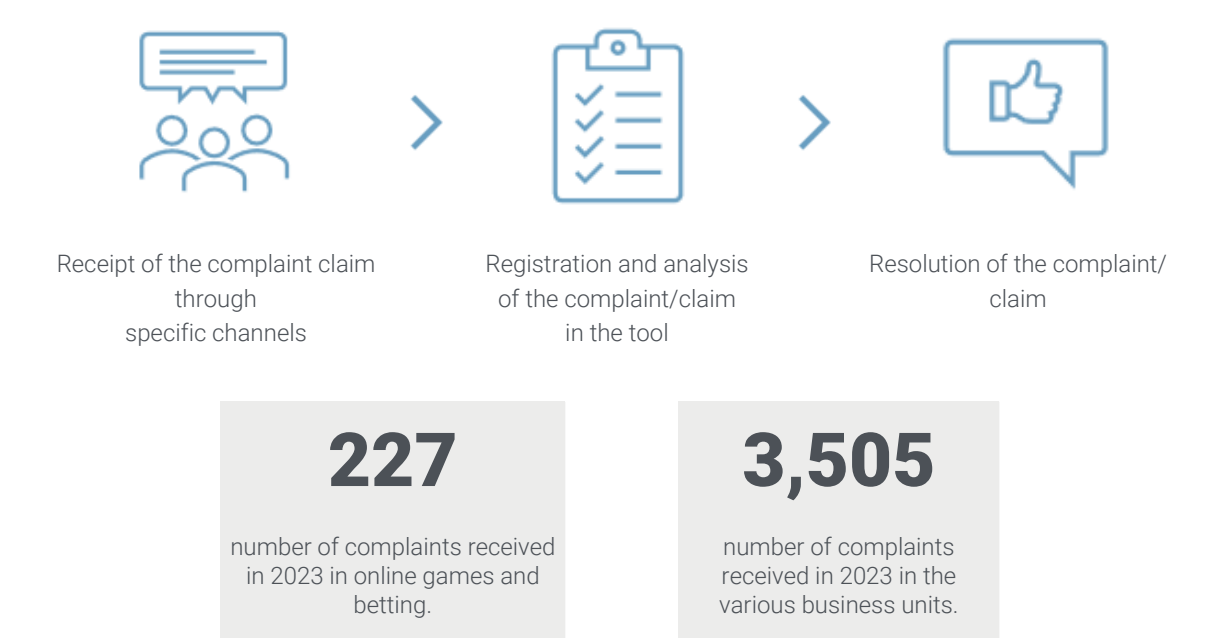 Receipt of the complaint claim
through
specific channels
Registration and analysis
of the complaint/claim
in the tool
Resolution of the complaint/
claim
227
number of complaints received
in 2023 in online games and
betting.
3,505
number of complaints
received in 2023 in the
various business units.